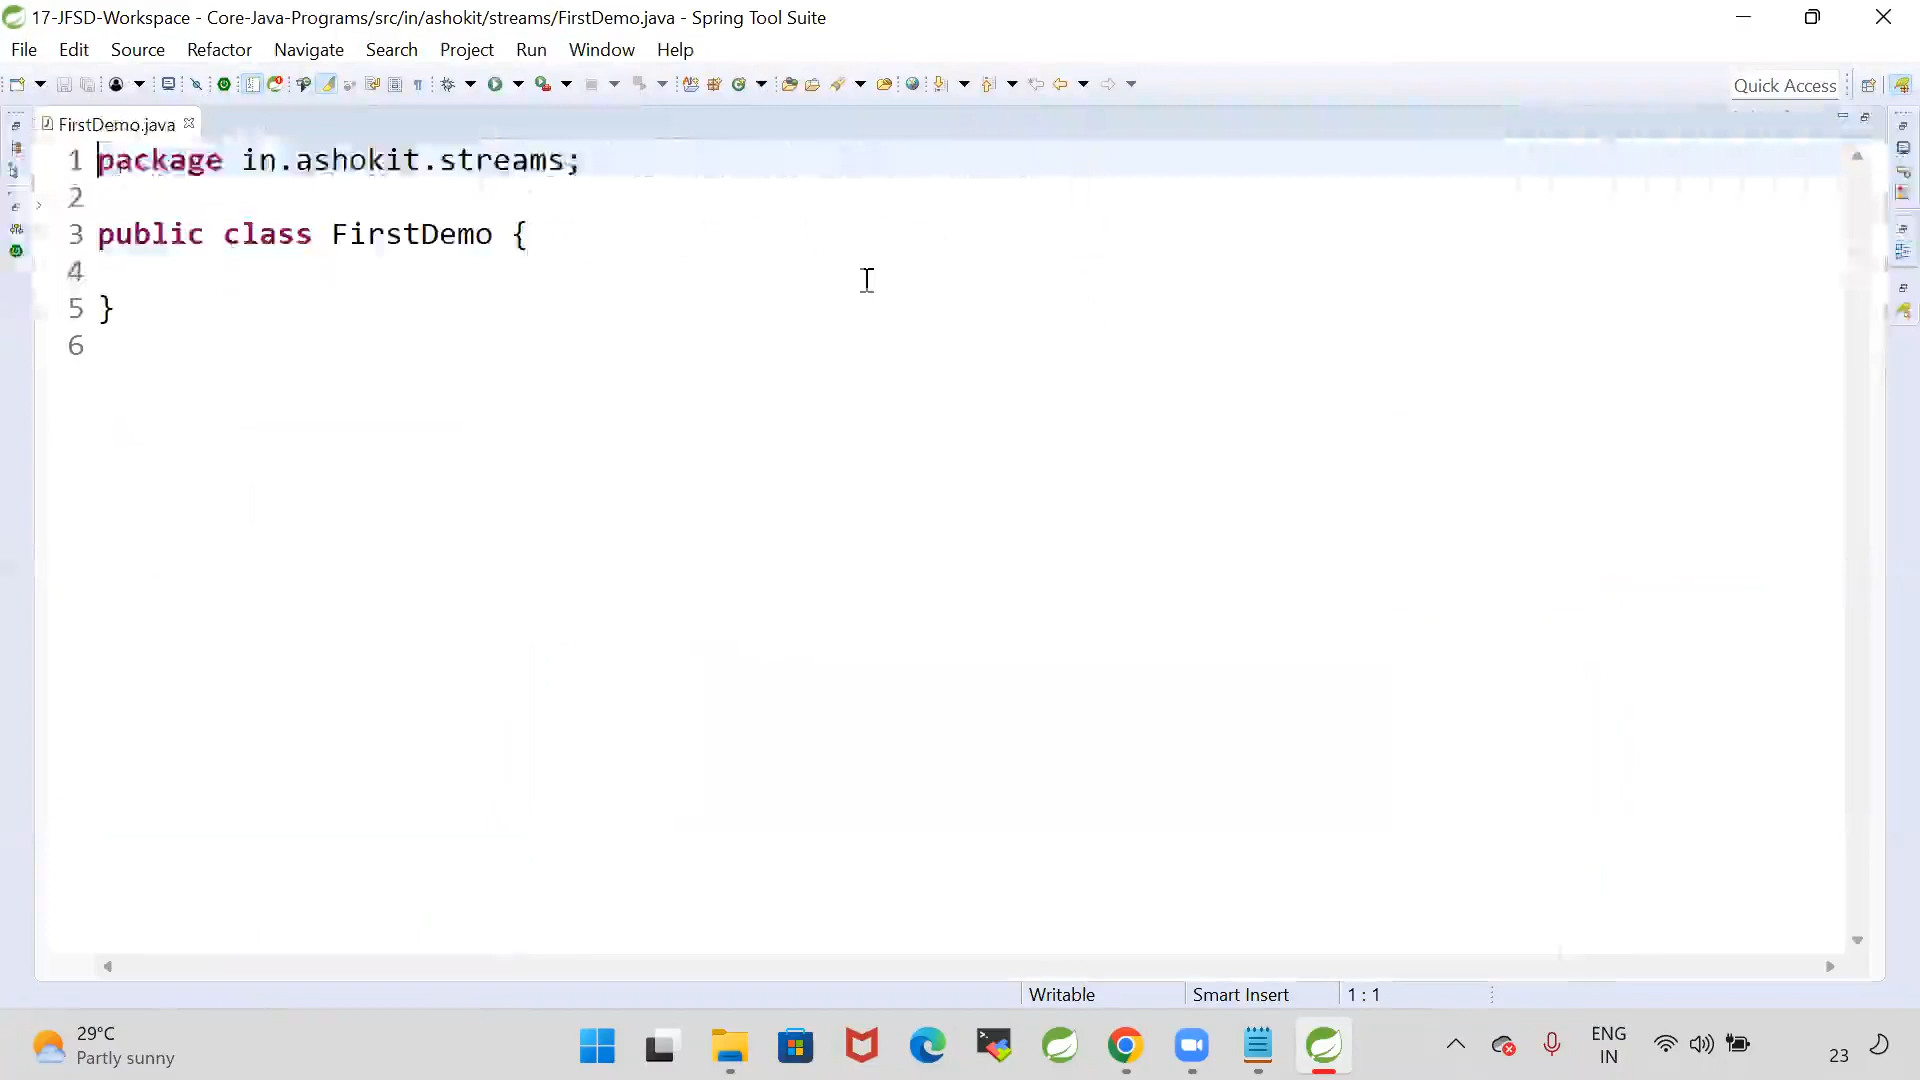 17-JFSD-Workspace - Core-Java-Programs/src/in/ashokit/streams/FirstDemo.java - Spring Tool Suite
File Edit Source Refactor Navigate Search Project Run Window Help
Quick Access
FirstDemo.java
1 package in.ashokit.streams;
2
3 public class FirstDemo {
4
5 }
6
Writable Smart Insert 1 : 1
29°C
Partly sunny
ENG
IN
23